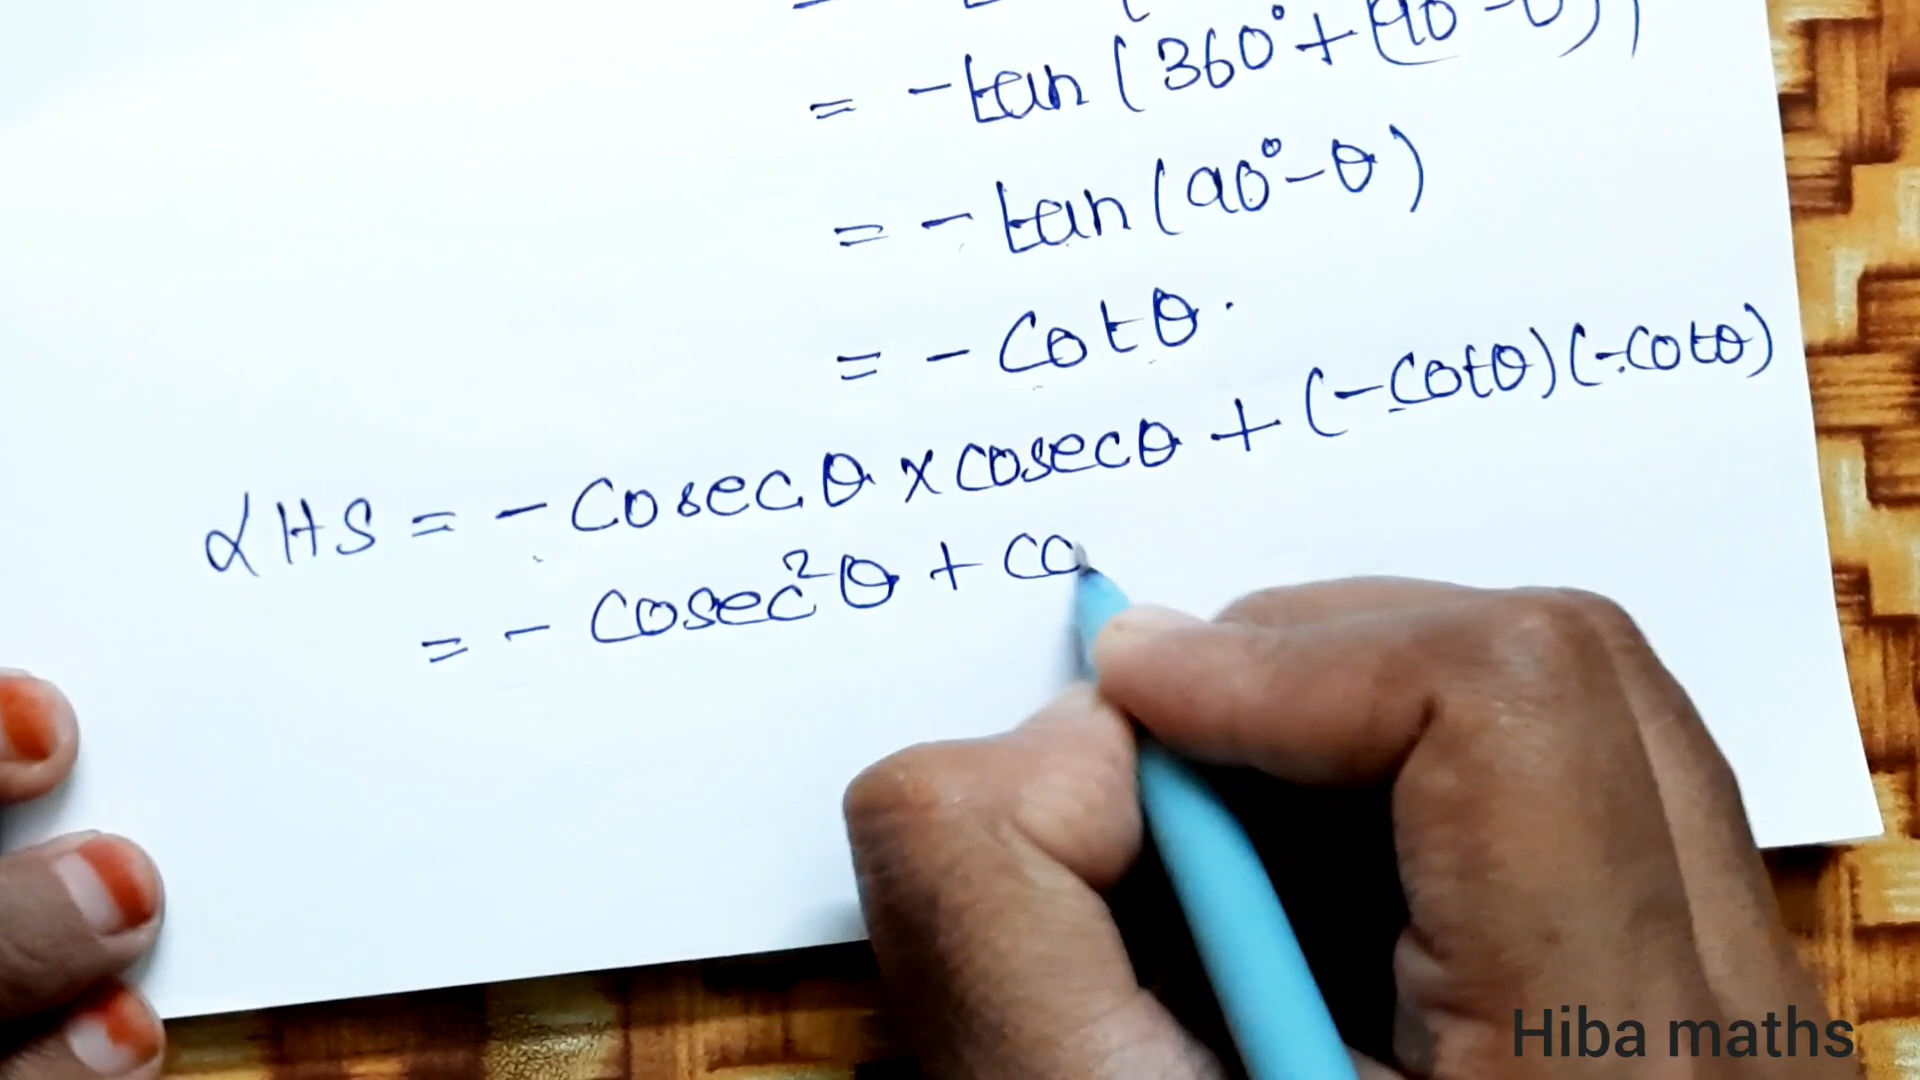 = -tan(360°+(90-θ))
= -tan(90°-θ)
= -Cotθ.
LHS = -Cosecθ × cosecθ + (-Cotθ)(-Cotθ)
= -Cosec²θ + CO
Hiba maths